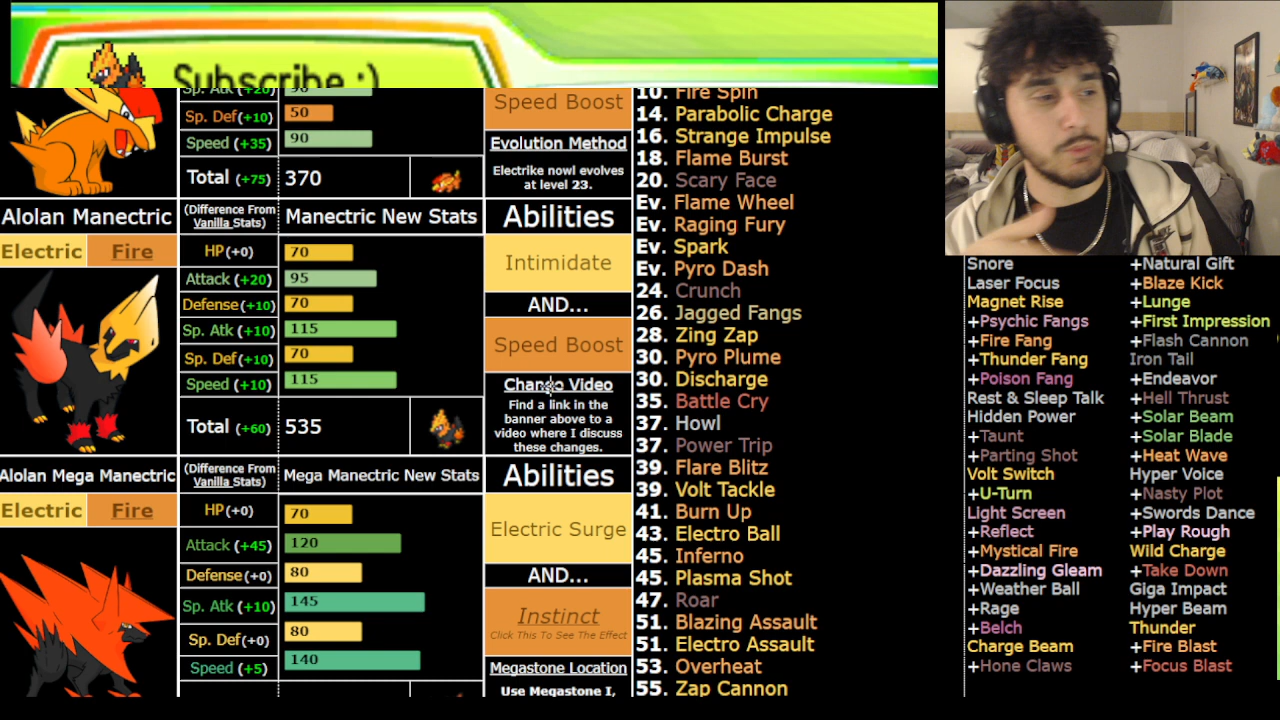 Subscribe :)
Sp. Atk (+20)
Sp. Def(+10) 50
Speed (+35) 90
Total (+75) 370
Speed Boost
Evolution Method
Electrike nowl evolves
at level 23.
Alolan Manectric
(Difference From
Vanilla Stats)
Manectric New Stats
Abilities
Electric Fire
HP(+0) 70
Attack (+20) 95
Defense(+10) 70
Sp. Atk (+10) 115
Sp. Def(+10) 70
Speed (+10) 115
Total (+60) 535
Intimidate
AND...
Speed Boost
Video
Find a link in the
banner above to a
video where I discuss
these changes.
Alolan Mega Manectric
(Difference From
Vanilla Stats)
Mega Manectric New Stats
Abilities
Electric Fire
HP(+0) 70
Attack (+45) 120
Defense(+0) 80
Sp. Atk (+10) 145
Sp. Def(+0) 80
Speed (+5) 140
Electric Surge
AND...
Instinct
Click This To See The Effect
Megastone Location
Use Megastone I,
10. Fire Spin
14. Parabolic Charge
16. Strange Impulse
18. Flame Burst
20. Scary Face
Ev. Flame Wheel
Ev. Raging Fury
Ev. Spark
Ev. Pyro Dash
24. Crunch
26. Jagged Fangs
28. Zing Zap
30. Pyro Plume
30. Discharge
35. Battle Cry
37. Howl
37. Power Trip
39. Flare Blitz
39. Volt Tackle
41. Burn Up
43. Electro Ball
45. Inferno
45. Plasma Shot
47. Roar
51. Blazing Assault
51. Electro Assault
53. Overheat
55. Zap Cannon
Snore
Laser Focus
Magnet Rise
+Psychic Fangs
+Fire Fang
+Thunder Fang
+Poison Fang
Rest & Sleep Talk
Hidden Power
+Taunt
+Parting Shot
Volt Switch
+U-Turn
Light Screen
+Reflect
+Mystical Fire
+Dazzling Gleam
+Weather Ball
+Rage
+Belch
Charge Beam
+Hone Claws
+Natural Gift
+Blaze Kick
+Lunge
+First Impression
+Flash Cannon
Iron Tail
+Endeavor
+Hell Thrust
+Solar Beam
+Solar Blade
+Heat Wave
Hyper Voice
+Nasty Plot
+Swords Dance
+Play Rough
Wild Charge
+Take Down
Giga Impact
Hyper Beam
Thunder
+Fire Blast
+Focus Blast